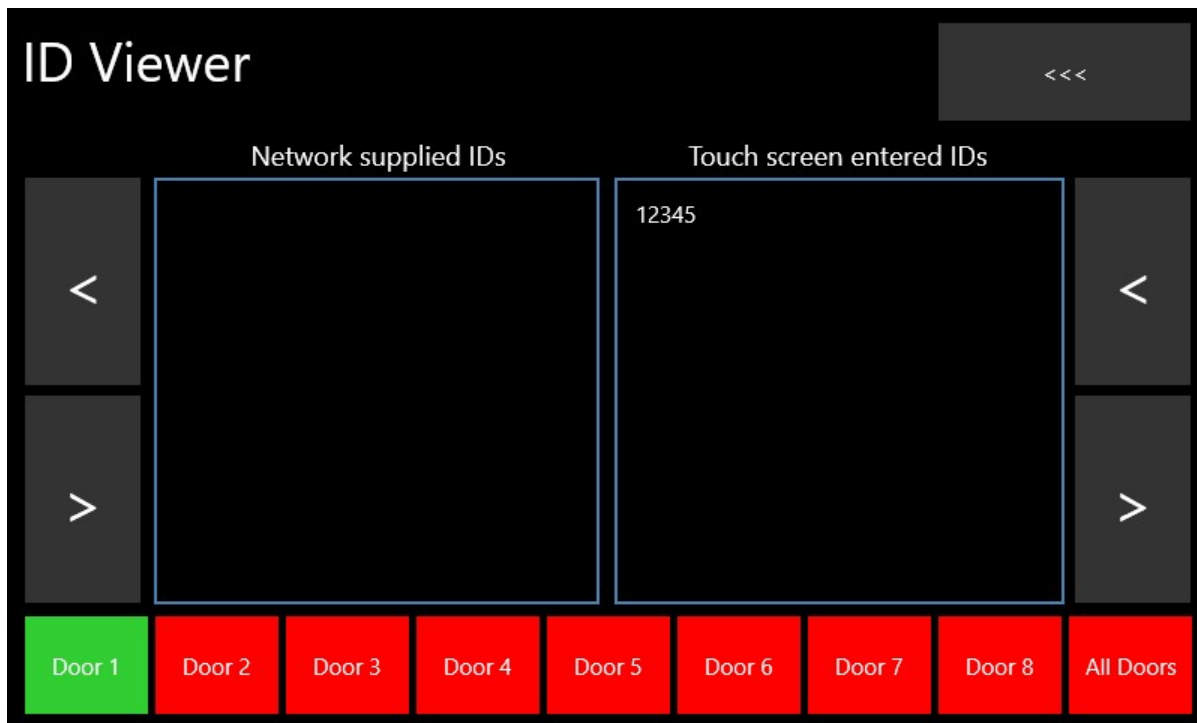 ID Viewer
<<<
Network supplied IDs
Touch screen entered IDs
12345
<
<
>
>
Door 1
Door 2
Door 3
Door 4
Door 5
Door 6
Door 7
Door 8
All Doors